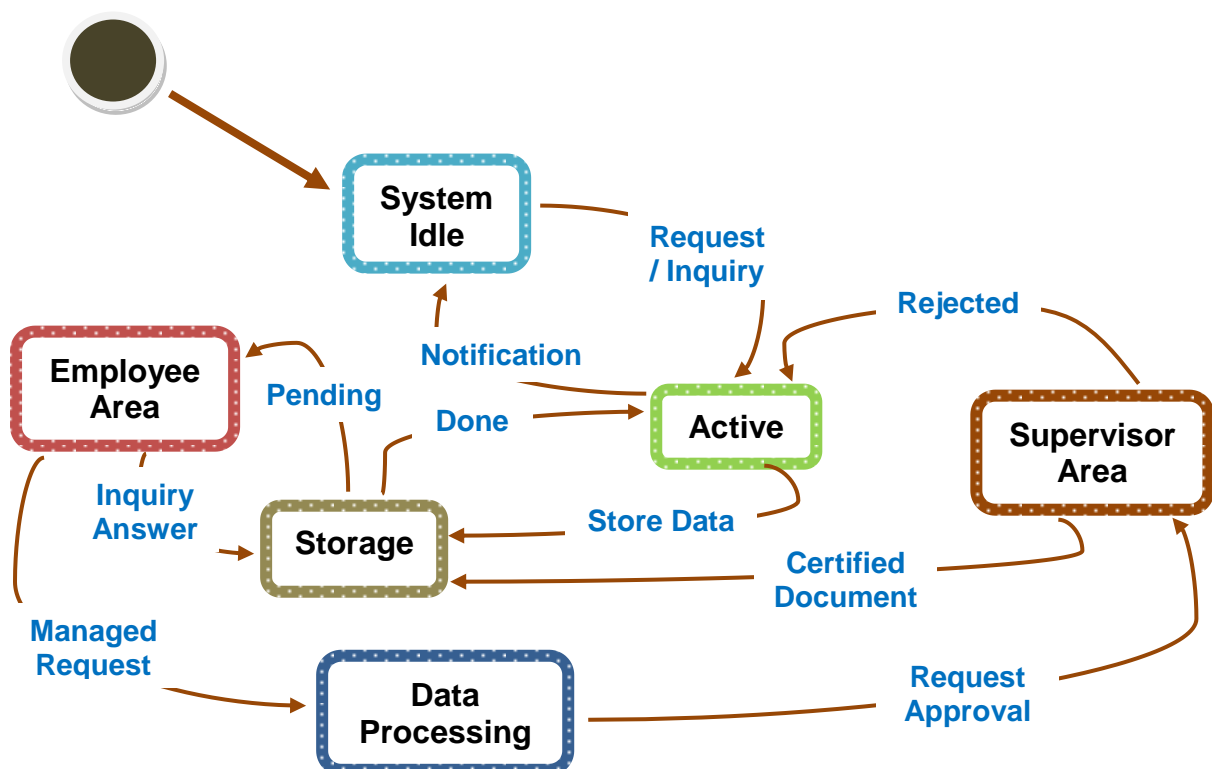 System
Idle
Request
/ Inquiry
Rejected
Employee
Area
Notification
Pending
Done
Active
Supervisor
Area
Inquiry
Answer
Storage
Store Data
Certified
Document
Managed
Request
Data
Processing
Request
Approval